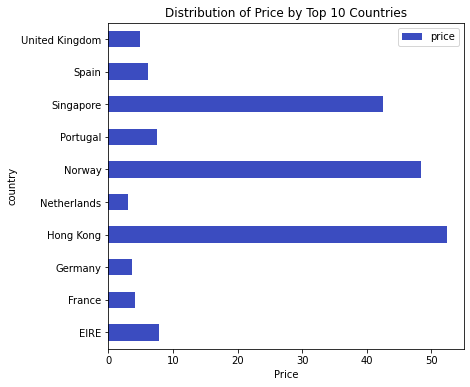 Distribution of Price by Top 10 Countries
price
United Kingdom
Spain
Singapore
Portugal
Norway
Netherlands
Hong Kong
Germany
France
EIRE
country
0 10 20 30 40 50
Price